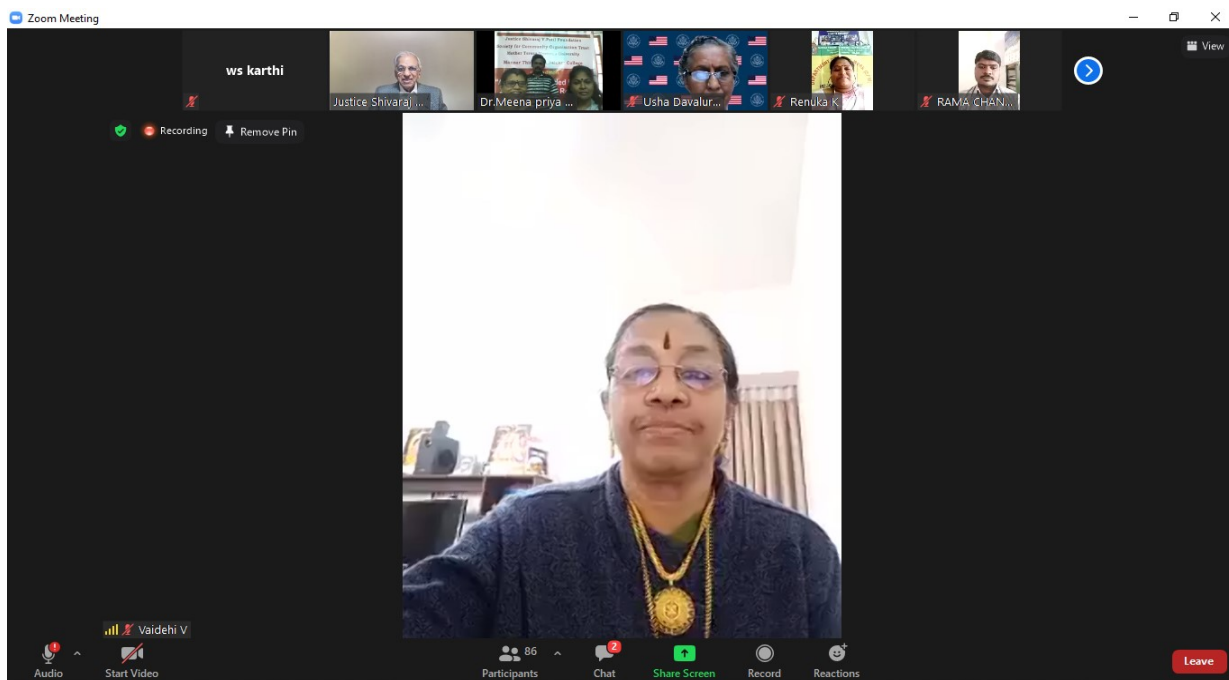 Zoom Meeting
ws karthi
Justice Shivaraj ...
Dr.Meena priya ...
Usha Davalur...
Renuka K
RAMA CHAN...
View
Recording
Remove Pin
Vaidehi V
Audio
Start Video
86
Participants
2
Chat
Share Screen
Record
Reactions
Leave